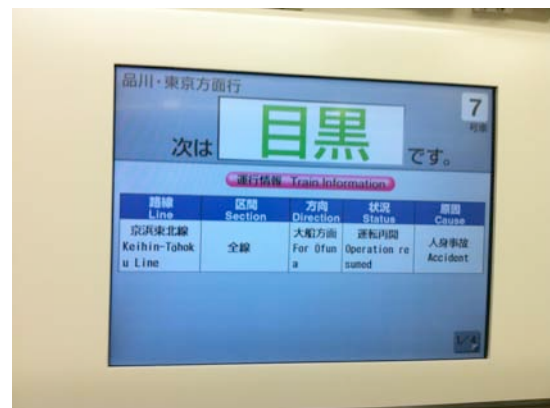 品川・東京方面行
7
号車
次は 目黒 です。
運行情報 Train Information
路線 区間 方向 状況 原因
Line Section Direction Status Cause
京浜東北線 全線 大船方面 運転再開 人身事故
Keihin-Tohok For Ofun Operation re Accident
u Line a sumed
1/4